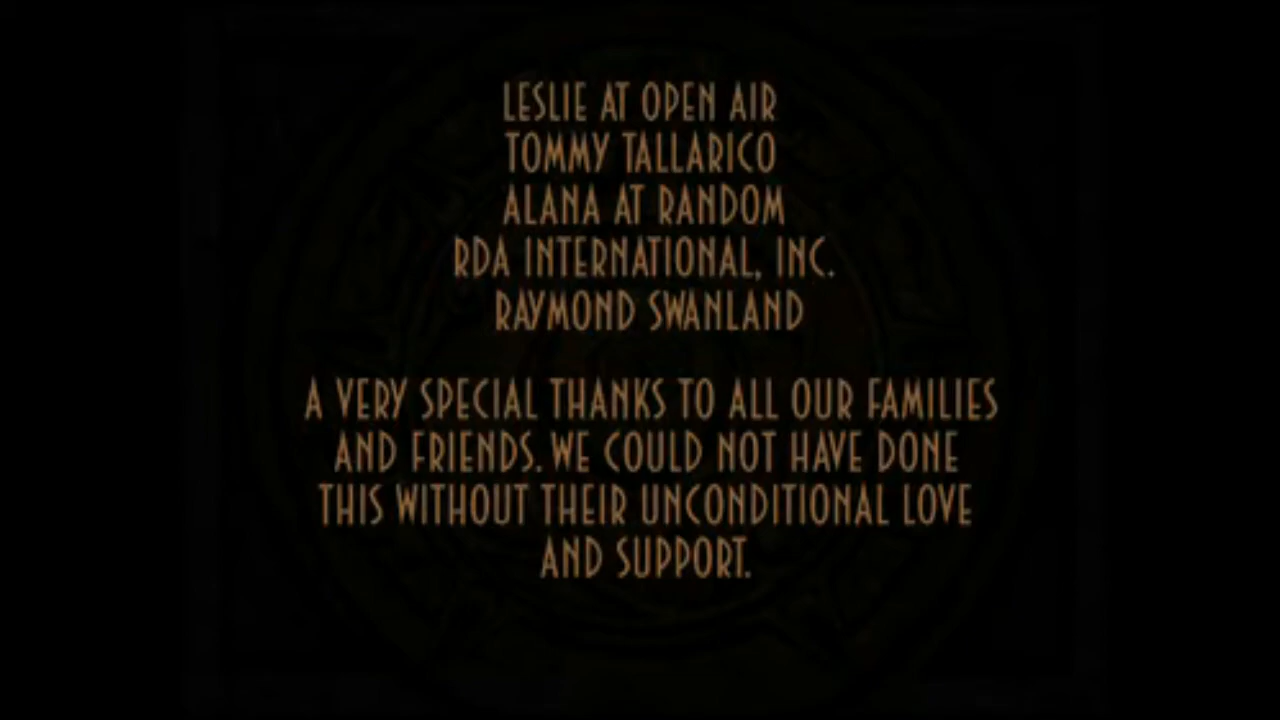 LESLIE AT OPEN AIR
TOMMY TALLARICO
ALANA AT RANDOM
RDA INTERNATIONAL, INC.
RAYMOND SWANLAND
A VERY SPECIAL THANKS TO ALL OUR FAMILIES
AND FRIENDS. WE COULD NOT HAVE DONE
THIS WITHOUT THEIR UNCONDITIONAL LOVE
AND SUPPORT.